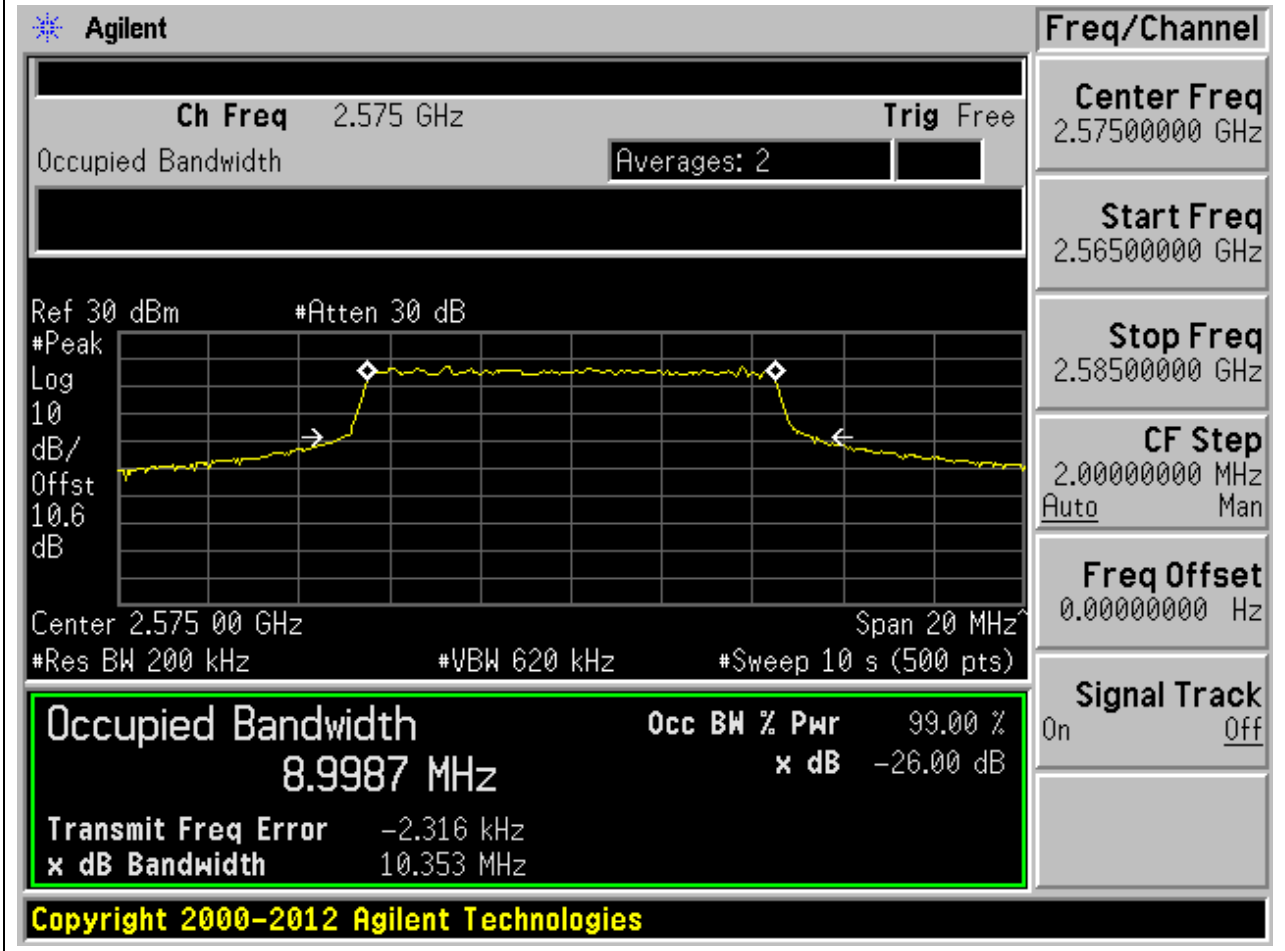 Agilent
Freq/Channel
Ch Freq 2.575 GHz Trig Free
Occupied Bandwidth Averages: 2
Center Freq
2.57500000 GHz
Start Freq
2.56500000 GHz
Stop Freq
2.58500000 GHz
CF Step
2.00000000 MHz
Auto Man
Freq Offset
0.00000000 Hz
Signal Track
On Off
Ref 30 dBm #Atten 30 dB
#Peak
Log
10
dB/
Offst
10.6
dB
Center 2.575 00 GHz Span 20 MHz^
#Res BW 200 kHz #VBW 620 kHz #Sweep 10 s (500 pts)
Occupied Bandwidth Occ BW % Pwr 99.00 %
8.9987 MHz x dB -26.00 dB
Transmit Freq Error -2.316 kHz
x dB Bandwidth 10.353 MHz
Copyright 2000-2012 Agilent Technologies